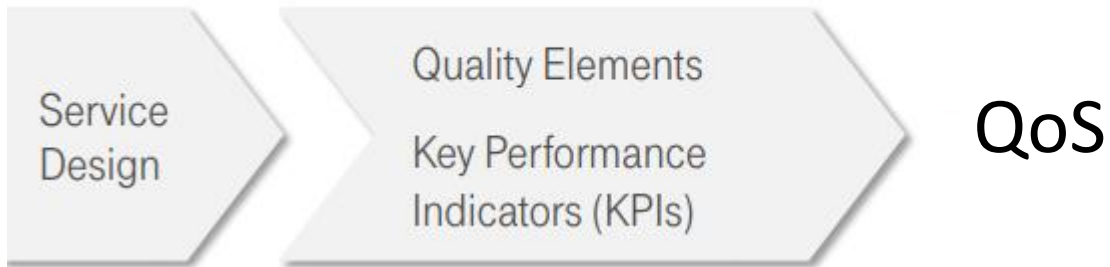 Service
Design
Quality Elements
Key Performance
Indicators (KPIs)
QoS